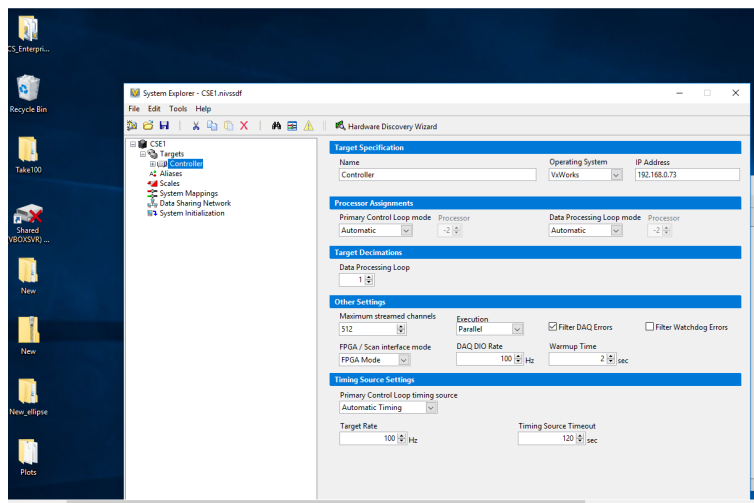 CS_Enterpri...
Recycle Bin
Take100
Shared
(VBOXSVR) ...
New
New
New_ellipse
Plots
System Explorer - CSE1.nivssdf
File Edit Tools Help
Hardware Discovery Wizard
CSE1
Targets
Controller
Aliases
Scales
System Mappings
Data Sharing Network
System Initialization
Target Specification
Name Operating System IP Address
Controller VxWorks 192.168.0.73
Processor Assignments
Primary Control Loop mode Processor Data Processing Loop mode Processor
Automatic -2 Automatic -2
Target Decimations
Data Processing Loop
1
Other Settings
Maximum streamed channels Execution
512 Parallel Filter DAQ Errors Filter Watchdog Errors
FPGA / Scan interface mode DAQ DIO Rate Warmup Time
FPGA Mode 100 Hz 2 sec
Timing Source Settings
Primary Control Loop timing source
Automatic Timing
Target Rate Timing Source Timeout
100 Hz 120 sec